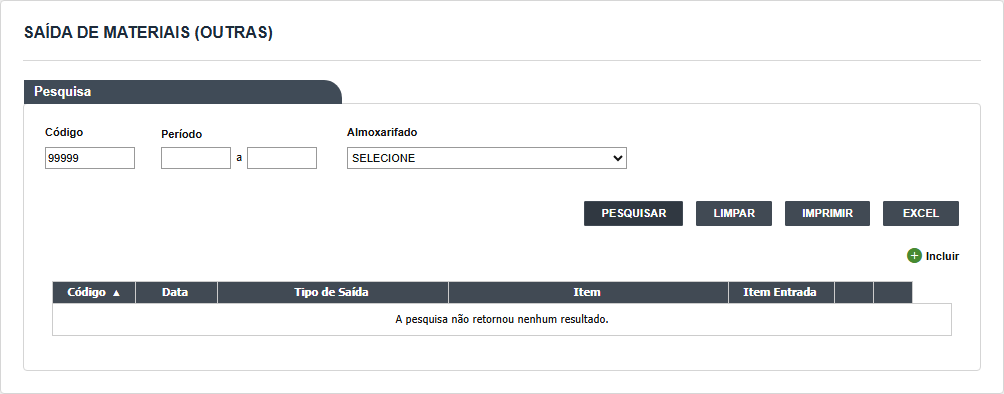 SAÍDA DE MATERIAIS (OUTRAS)
Pesquisa
Código
Período
Almoxarifado
99999
a
SELECIONE
PESQUISAR
LIMPAR
IMPRIMIR
EXCEL
Incluir
Código ▲ Data Tipo de Saída Item Item Entrada
A pesquisa não retornou nenhum resultado.